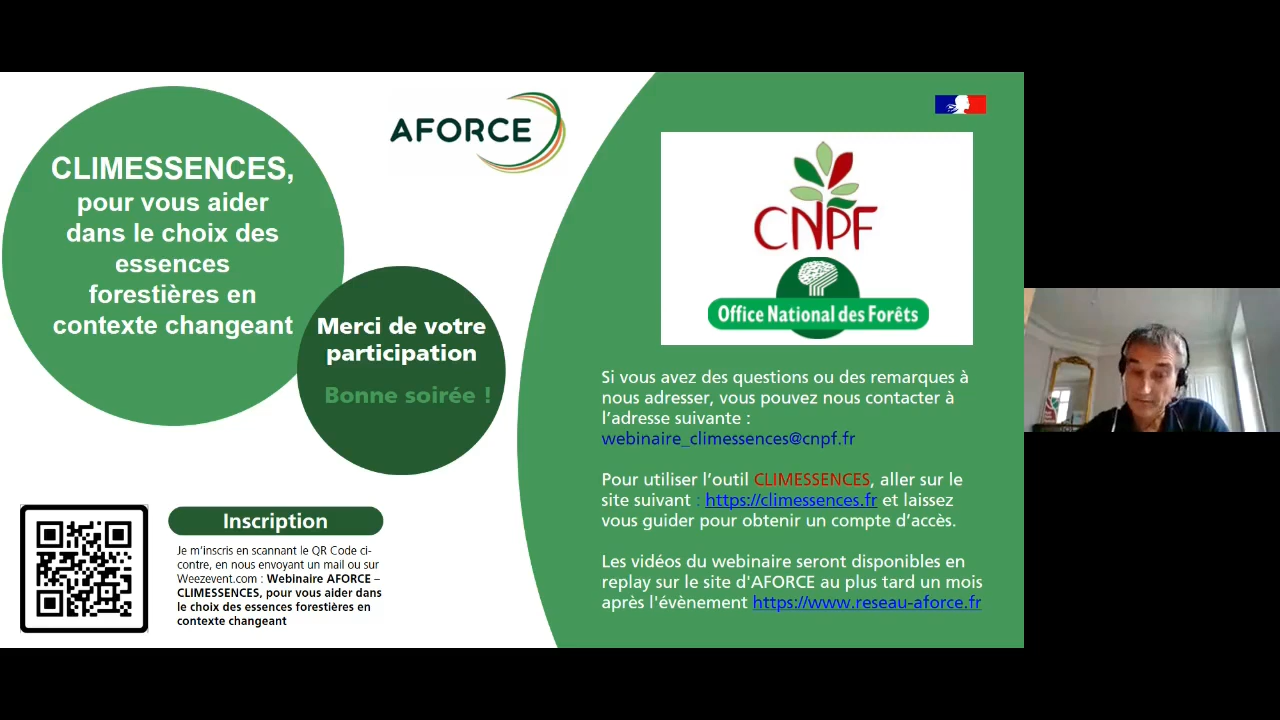 CLIMESSENCES,
pour vous aider
dans le choix des
essences
forestières en
contexte changeant
AFORCE
Merci de votre
participation
Bonne soirée !
Inscription
Je m'inscris en scannant le QR Code ci-
contre, en nous envoyant un mail ou sur
Weezevent.com : Webinaire AFORCE –
CLIMESSENCES, pour vous aider dans
le choix des essences forestières en
contexte changeant
CNPF
Office National des Forêts
Si vous avez des questions ou des remarques à
nous adresser, vous pouvez nous contacter à
l’adresse suivante :
webinaire_climessences@cnpf.fr
Pour utiliser l’outil CLIMESSENCES, aller sur le
site suivant : https://climessences.fr et laissez
vous guider pour obtenir un compte d’accès.
Les vidéos du webinaire seront disponibles en
replay sur le site d'AFORCE au plus tard un mois
après l'évènement https://www.reseau-aforce.fr